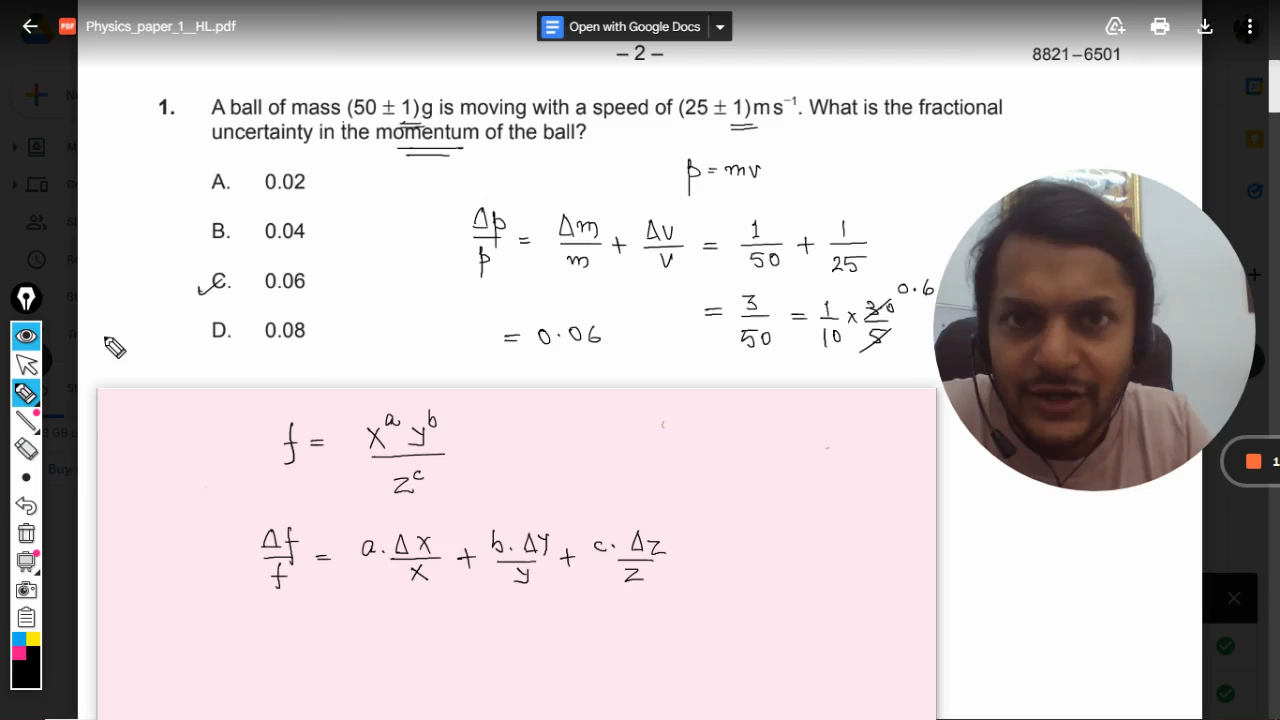 Physics_paper_1__HL.pdf
Open with Google Docs
– 2 –
8821–6501
1. A ball of mass (50 ± 1)g is moving with a speed of (25 ± 1)ms⁻¹. What is the fractional
uncertainty in the momentum of the ball?
p = mv
A. 0.02
B. 0.04
C. 0.06
D. 0.08
Δp/p = Δm/m + Δv/v = 1/50 + 1/25
= 3/50 = 1/10 × 30/5 0.6
= 0.06
f = x^a y^b / z^c
Δf/f = a. Δx/x + b. Δy/y + c. Δz/z